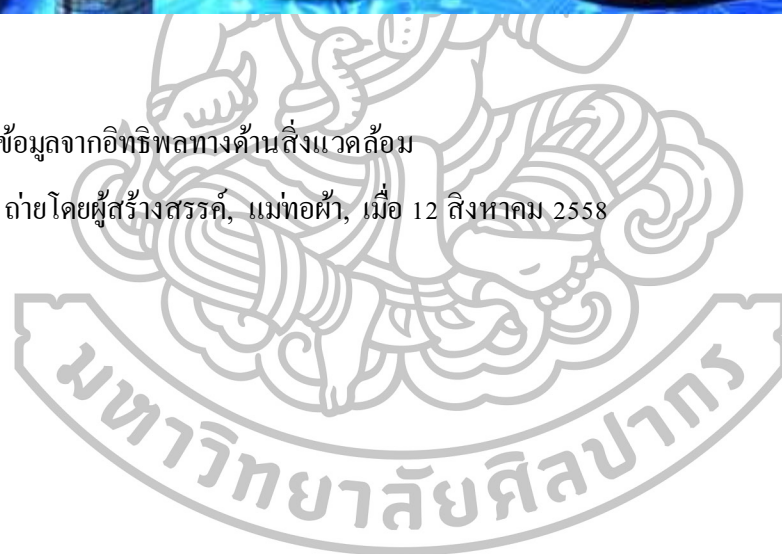 ข้อมูลจากอิทธิพลทางด้านสิ่งแวดล้อม
ถ่ายโดยผู้สร้างสรรค์, แม่ทอผ้า, เมื่อ 12 สิงหาคม 2558
มหาวิทยาลัยศิลปากร